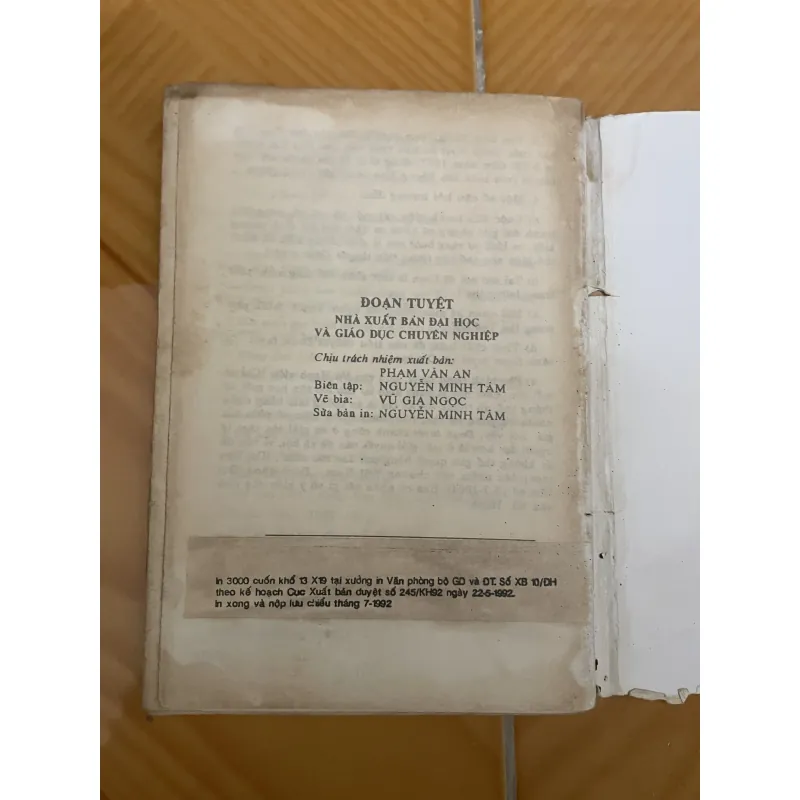 ĐOẠN TUYỆT
NHÀ XUẤT BẢN ĐẠI HỌC
VÀ GIÁO DỤC CHUYÊN NGHIỆP
Chịu trách nhiệm xuất bản:
PHẠM VĂN AN
Biên tập: NGUYỄN MINH TÂM
Vẽ bìa: VŨ GIA NGỌC
Sửa bản in: NGUYỄN MINH TÂM
In 3000 cuốn khổ 13 X19 tại xưởng in Văn phòng bộ GD và ĐT. Số XB 10/ĐH
theo kế hoạch Cục Xuất bản duyệt số 245/KH92 ngày 22-5-1992.
In xong và nộp lưu chiểu tháng 7-1992